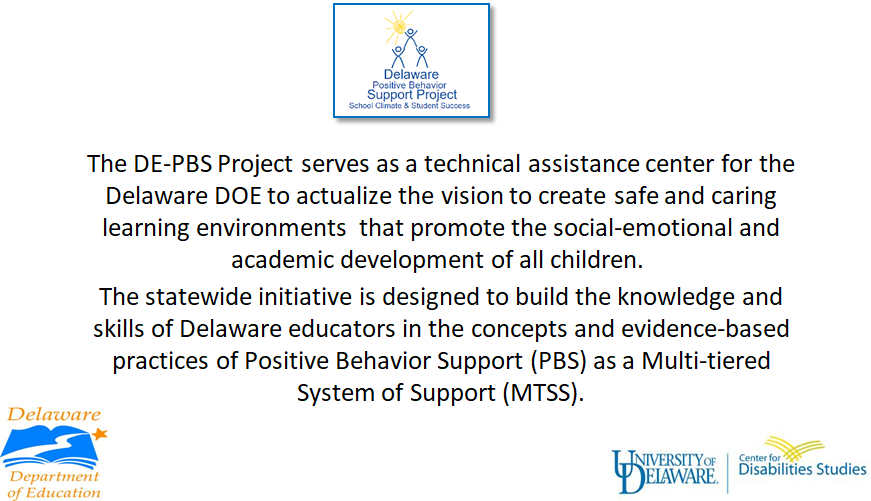 Delaware
Positive Behavior
Support Project
School Climate & Student Success
The DE-PBS Project serves as a technical assistance center for the
Delaware DOE to actualize the vision to create safe and caring
learning environments  that promote the social-emotional and
academic development of all children.
The statewide initiative is designed to build the knowledge and
skills of Delaware educators in the concepts and evidence-based
practices of Positive Behavior Support (PBS) as a Multi-tiered
System of Support (MTSS).
Delaware
Department
of Education
UNIVERSITY OF
DELAWARE.
Center for
Disabilities Studies